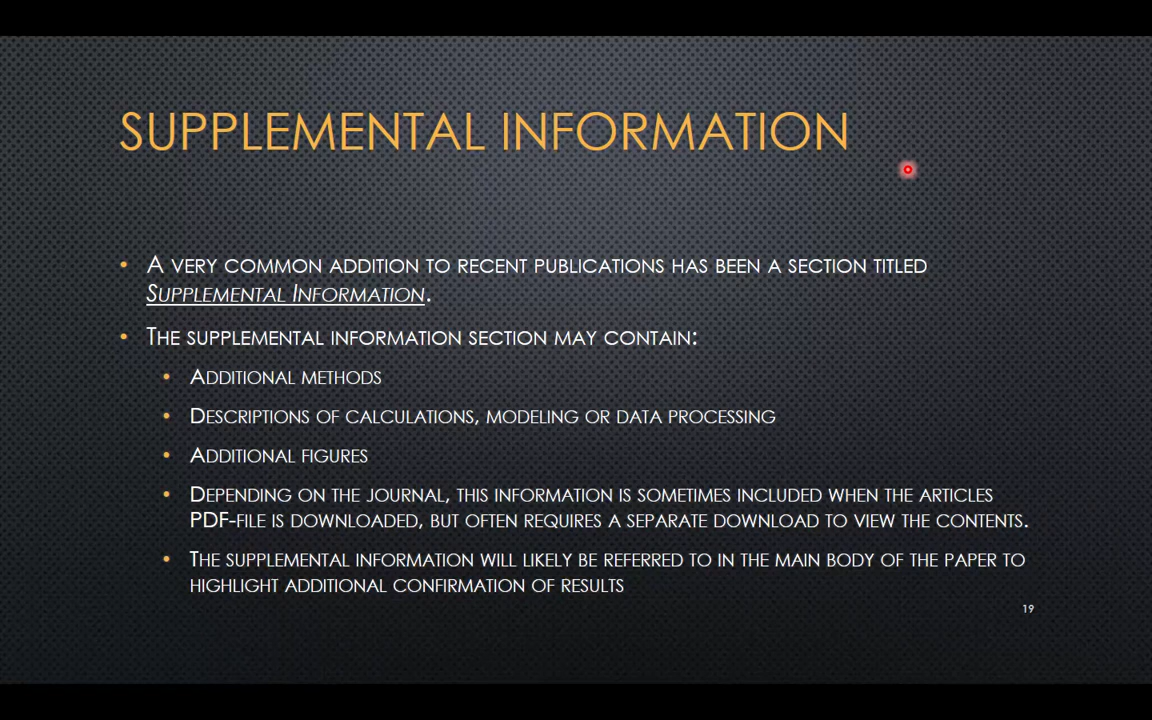 SUPPLEMENTAL INFORMATION
• A VERY COMMON ADDITION TO RECENT PUBLICATIONS HAS BEEN A SECTION TITLED
SUPPLEMENTAL INFORMATION.
• THE SUPPLEMENTAL INFORMATION SECTION MAY CONTAIN:
• ADDITIONAL METHODS
• DESCRIPTIONS OF CALCULATIONS, MODELING OR DATA PROCESSING
• ADDITIONAL FIGURES
• DEPENDING ON THE JOURNAL, THIS INFORMATION IS SOMETIMES INCLUDED WHEN THE ARTICLES
PDF-FILE IS DOWNLOADED, BUT OFTEN REQUIRES A SEPARATE DOWNLOAD TO VIEW THE CONTENTS.
• THE SUPPLEMENTAL INFORMATION WILL LIKELY BE REFERRED TO IN THE MAIN BODY OF THE PAPER TO
HIGHLIGHT ADDITIONAL CONFIRMATION OF RESULTS
19